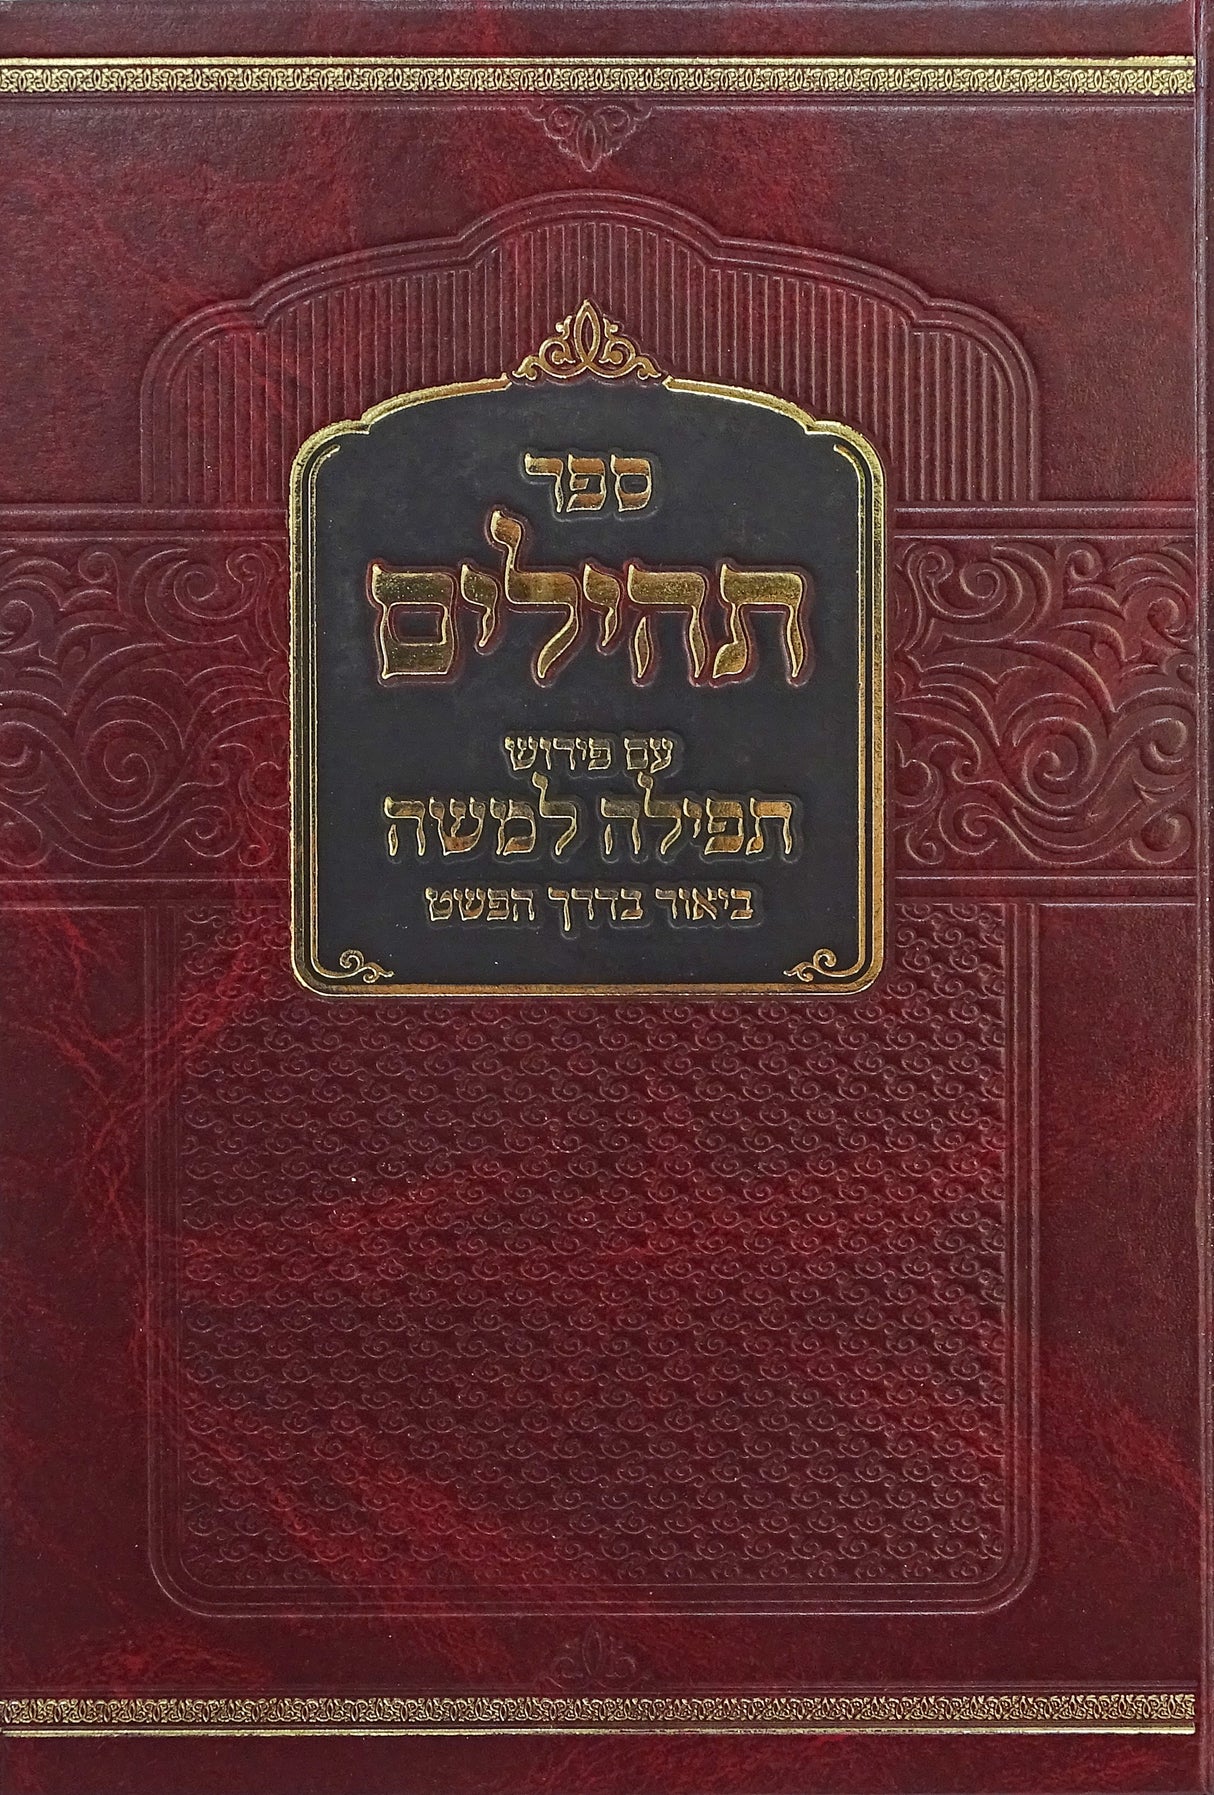 ספר
תהילים
עם פירוש
תפילה למשה
ביאור בדרך הפשט